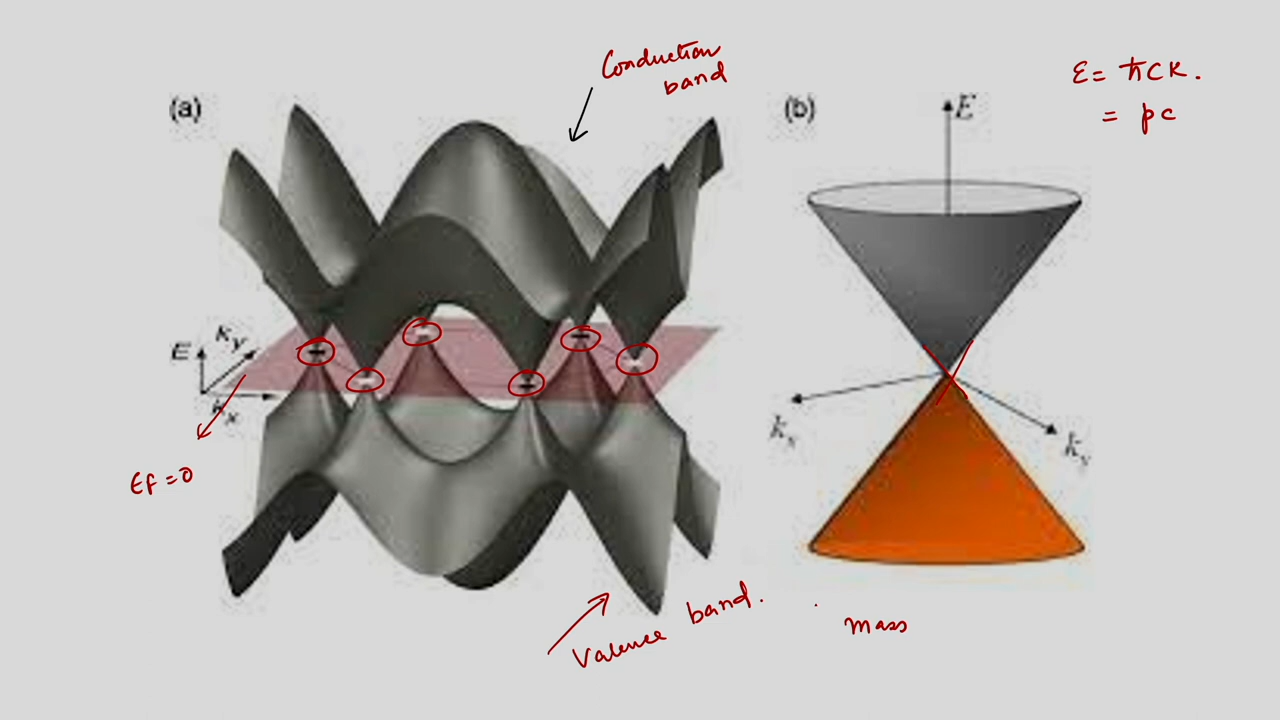 Conduction
band
ε = ħck.
= pc
(a)
(b)
E
E
ky
kx
kx
ky
Ef = 0
Valence band.
mass